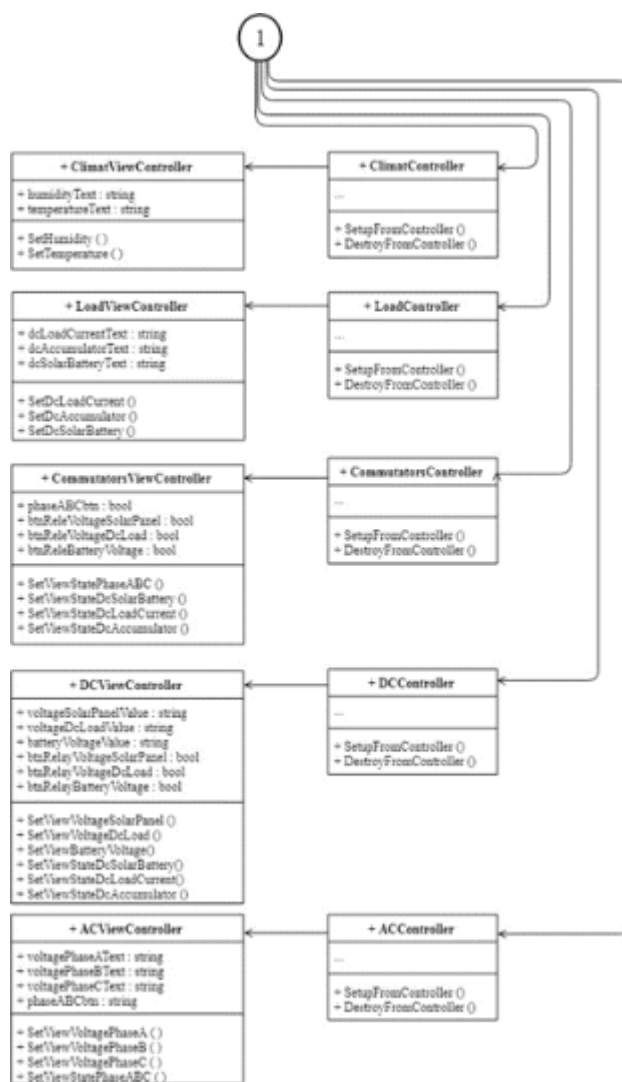 1
+ ClimatViewController
+ humidityText : string
+ temperatureText : string
+ SetHumidity ( )
+ SetTemperature ( )
+ ClimatController
...
+ SetupFromController ()
+ DestroyFromController ()
+ LoadViewController
+ dcLoadCurrentText : string
+ dcAccumulatorText : string
+ dcSolarBatteryText : string
+ SetDcLoadCurrent ()
+ SetDcAccumulator ()
+ SetDcSolarBattery ()
+ LoadController
...
+ SetupFromController ()
+ DestroyFromController ()
+ CommutatorsViewController
+ phaseABCbtn : bool
+ btnReleVoltageSolarPanel : bool
+ btnReleVoltageDcLoad : bool
+ btnReleBatteryVoltage : bool
+ SetViewStatePhaseABC ()
+ SetViewStateDcSolarBattery ()
+ SetViewStateDcLoadCurrent ()
+ SetViewStateDcAccumulator ()
+ CommutatorsController
...
+ SetupFromController ()
+ DestroyFromController ()
+ DCViewController
+ voltageSolarPanelValue : string
+ voltageDcLoadValue : string
+ batteryVoltageValue : string
+ btnRelayVoltageSolarPanel : bool
+ btnRelayVoltageDcLoad : bool
+ btnRelayBatteryVoltage : bool
+ SetViewVoltageSolarPanel ()
+ SetViewVoltageDcLoad ()
+ SetViewBatteryVoltage()
+ SetViewStateDcSolarBattery()
+ SetViewStateDcLoadCurrent()
+ SetViewStateDcAccumulator ()
+ DCController
...
+ SetupFromController ()
+ DestroyFromController ()
+ ACViewController
+ voltagePhaseAText : string
+ voltagePhaseBText : string
+ voltagePhaseCText : string
+ phaseABCbtn : string
+ SetViewVoltagePhaseA ( )
+ SetViewVoltagePhaseB ( )
+ SetViewVoltagePhaseC ( )
+ SetViewStatePhaseABC ( )
+ ACController
...
+ SetupFromController ()
+ DestroyFromController ()